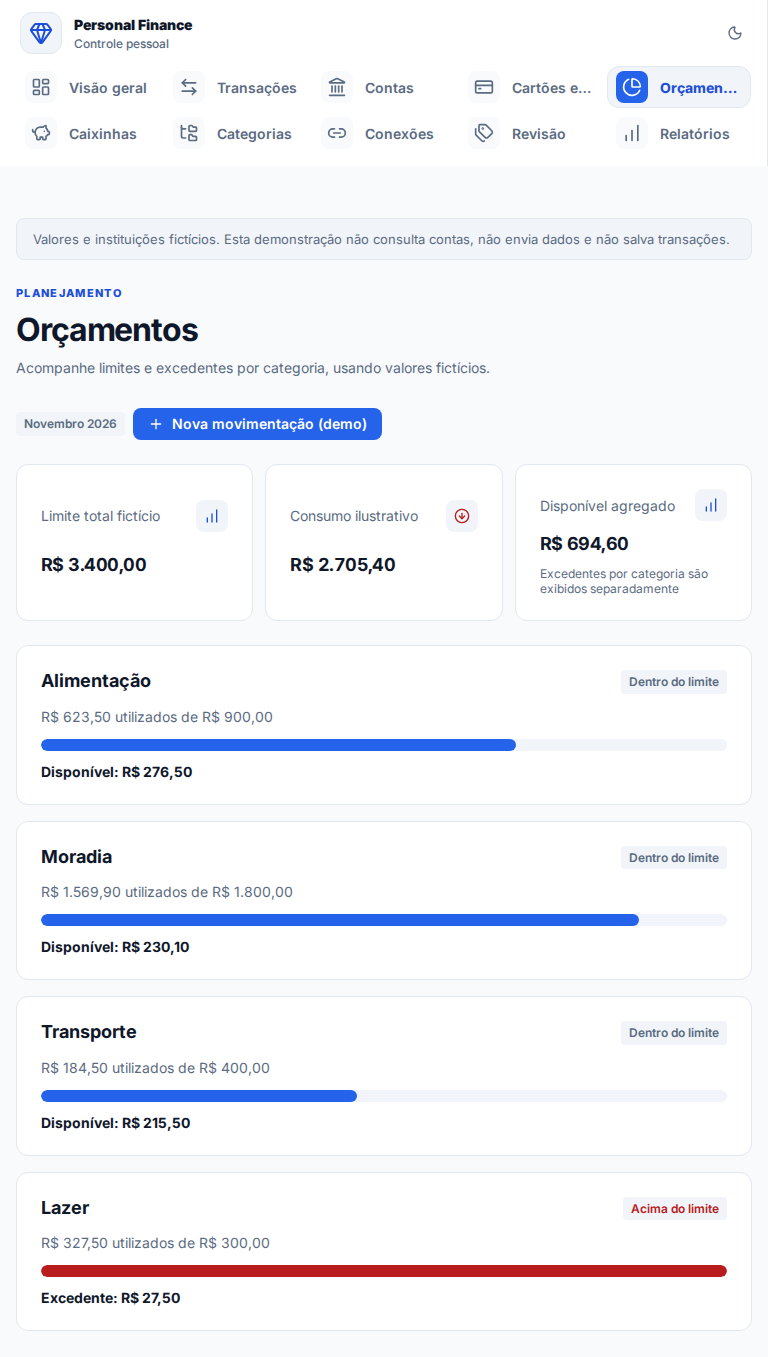 Personal Finance
Controle pessoal
Visão geral
Transações
Contas
Cartões e...
Orçamen...
Caixinhas
Categorias
Conexões
Revisão
Relatórios
Valores e instituições fictícios. Esta demonstração não consulta contas, não envia dados e não salva transações.
PLANEJAMENTO
Orçamentos
Acompanhe limites e excedentes por categoria, usando valores fictícios.
Novembro 2026
Nova movimentação (demo)
Limite total fictício
R$ 3.400,00
Consumo ilustrativo
R$ 2.705,40
Disponível agregado
R$ 694,60
Excedentes por categoria são
exibidos separadamente
Alimentação
Dentro do limite
R$ 623,50 utilizados de R$ 900,00
Disponível: R$ 276,50
Moradia
Dentro do limite
R$ 1.569,90 utilizados de R$ 1.800,00
Disponível: R$ 230,10
Transporte
Dentro do limite
R$ 184,50 utilizados de R$ 400,00
Disponível: R$ 215,50
Lazer
Acima do limite
R$ 327,50 utilizados de R$ 300,00
Excedente: R$ 27,50